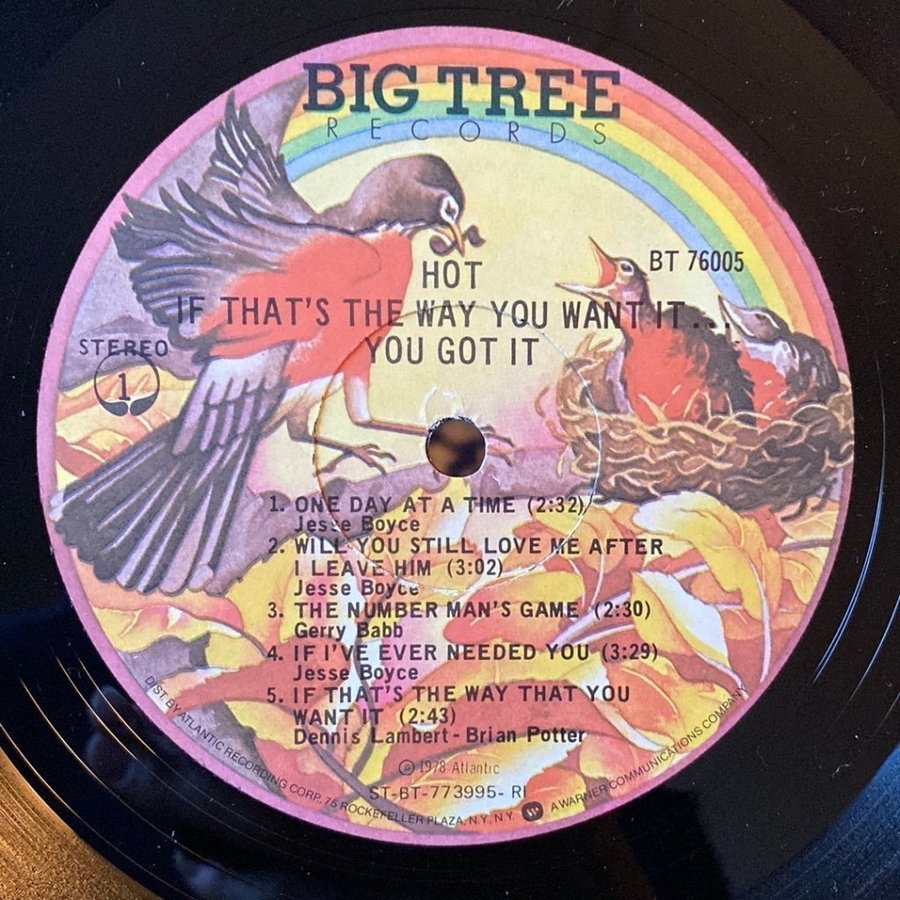 BIG TREE
RECORDS
BT 76005
HOT
IF THAT'S THE WAY YOU WANT IT...
YOU GOT IT
STEREO
1
1. ONE DAY AT A TIME (2:32)
Jesse Boyce
2. WILL YOU STILL LOVE ME AFTER
I LEAVE HIM (3:02)
Jesse Boyce
3. THE NUMBER MAN'S GAME (2:30)
Gerry Babb
4. IF I'VE EVER NEEDED YOU (3:29)
Jesse Boyce
5. IF THAT'S THE WAY THAT YOU
WANT IT (2:43)
Dennis Lambert - Brian Potter
℗ 1978 Atlantic
ST-BT-773995- RI
DIST. BY ATLANTIC RECORDING CORP. 75 ROCKEFELLER PLAZA, N.Y. N.Y. A WARNER COMMUNICATIONS COMPANY